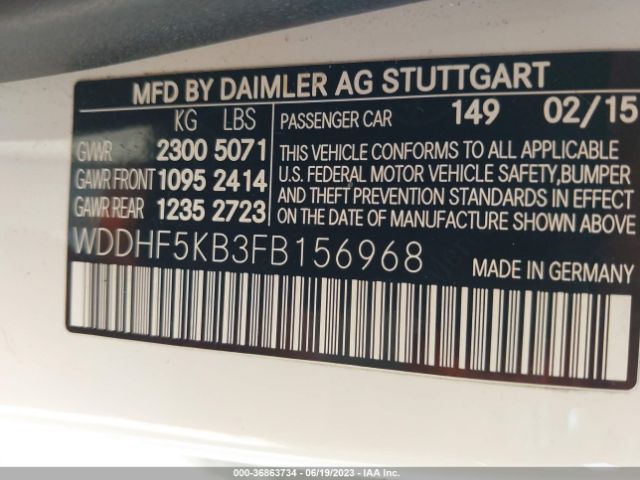 MFD BY DAIMLER AG STUTTGART
KG LBS
GVWR 2300 5071
GAWR FRONT 1095 2414
GAWR REAR 1235 2723
PASSENGER CAR 149 02/15
THIS VEHICLE CONFORMS TO ALL APPLICABLE
U.S. FEDERAL MOTOR VEHICLE SAFETY,BUMPER
AND THEFT PREVENTION STANDARDS IN EFFECT
ON THE DATE OF MANUFACTURE SHOWN ABOVE
WDDHF5KB3FB156968
MADE IN GERMANY
000-36863734 - 06/19/2023 - IAA Inc.